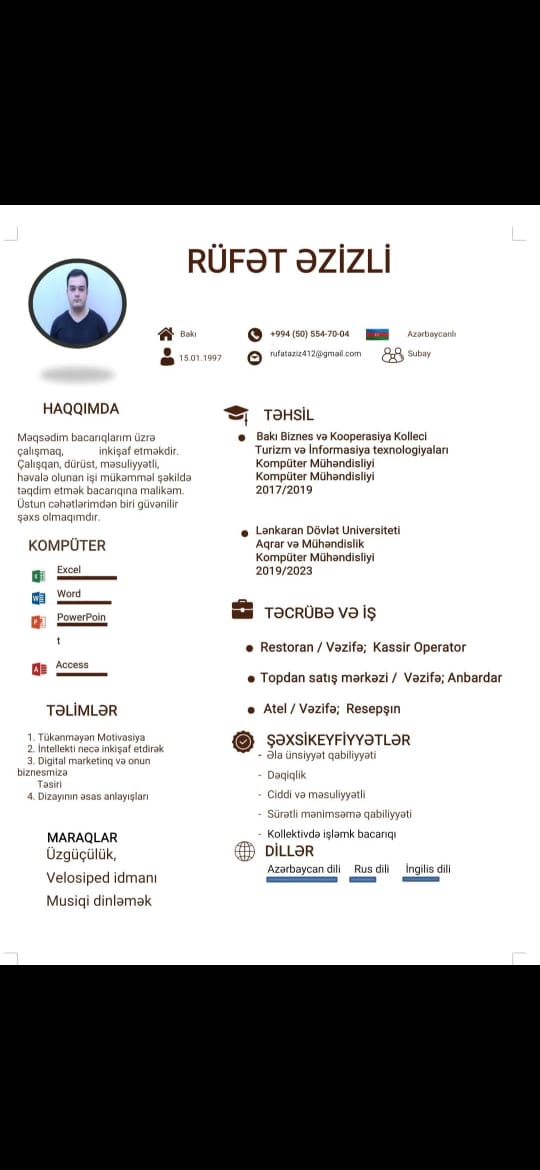 RÜFƏT ƏZİZLİ
Bakı
+994 (50) 554-70-04
Azərbaycanlı
15.01.1997
rufataziz412@gmail.com
Subay
HAQQIMDA
Məqsədim bacarıqlarım üzrə
çalışmaq, inkişaf etməkdir.
Çalışqan, dürüst, məsuliyyətli,
həvalə olunan işi mükəmməl şəkildə
təqdim etmək bacarıqına malikəm.
Üstun cəhətlərimdən biri güvənilir
şəxs olmaqımdır.
KOMPÜTER
Excel
Word
PowerPoin
t
Access
TƏLİMLƏR
1. Tükənməyən Motivasiya
2. İntellekti necə inkişaf etdirək
3. Digital marketinq və onun
biznesmizə
Təsiri
4. Dizayının əsas anlayışları
MARAQLAR
Üzgüçülük,
Velosiped idmanı
Musiqi dinləmək
TƏHSİL
Bakı Biznes və Kooperasiya Kolleci
Turizm və İnformasiya texnologiyaları
Kompüter Mühəndisliyi
Kompüter Mühəndisliyi
2017/2019
Lənkaran Dövlət Universiteti
Aqrar və Mühəndislik
Kompüter Mühəndisliyi
2019/2023
TƏCRÜBƏ VƏ İŞ
Restoran / Vəzifə; Kassir Operator
Topdan satış mərkəzi / Vəzifə; Anbardar
Atel / Vəzifə; Resepşın
ŞƏXSİKEYFİYYƏTLƏR
- Əla ünsiyyət qabiliyyəti
- Dəqiqlik
- Ciddi və məsuliyyətli
- Sürətli mənimsəmə qabiliyyəti
- Kollektivdə işləmk bacarıqı
DİLLƏR
Azərbaycan dili Rus dili İngilis dili